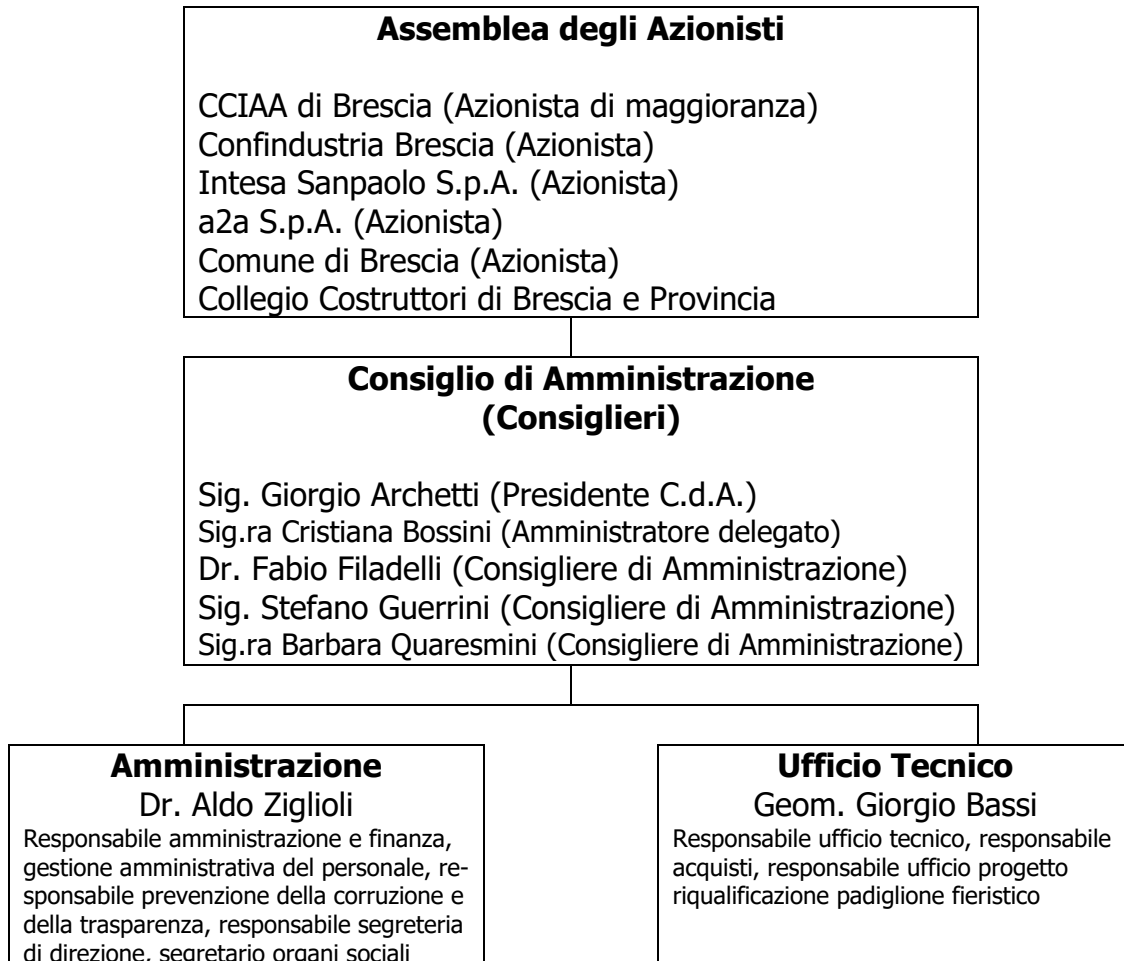 Assemblea degli Azionisti
CCIAA di Brescia (Azionista di maggioranza)
Confindustria Brescia (Azionista)
Intesa Sanpaolo S.p.A. (Azionista)
a2a S.p.A. (Azionista)
Comune di Brescia (Azionista)
Collegio Costruttori di Brescia e Provincia
Consiglio di Amministrazione
(Consiglieri)
Sig. Giorgio Archetti (Presidente C.d.A.)
Sig.ra Cristiana Bossini (Amministratore delegato)
Dr. Fabio Filadelli (Consigliere di Amministrazione)
Sig. Stefano Guerrini (Consigliere di Amministrazione)
Sig.ra Barbara Quaresmini (Consigliere di Amministrazione)
Amministrazione
Dr. Aldo Ziglioli
Responsabile amministrazione e finanza,
gestione amministrativa del personale, re-
sponsabile prevenzione della corruzione e
della trasparenza, responsabile segreteria
di direzione, segretario organi sociali
Ufficio Tecnico
Geom. Giorgio Bassi
Responsabile ufficio tecnico, responsabile
acquisti, responsabile ufficio progetto
riqualificazione padiglione fieristico